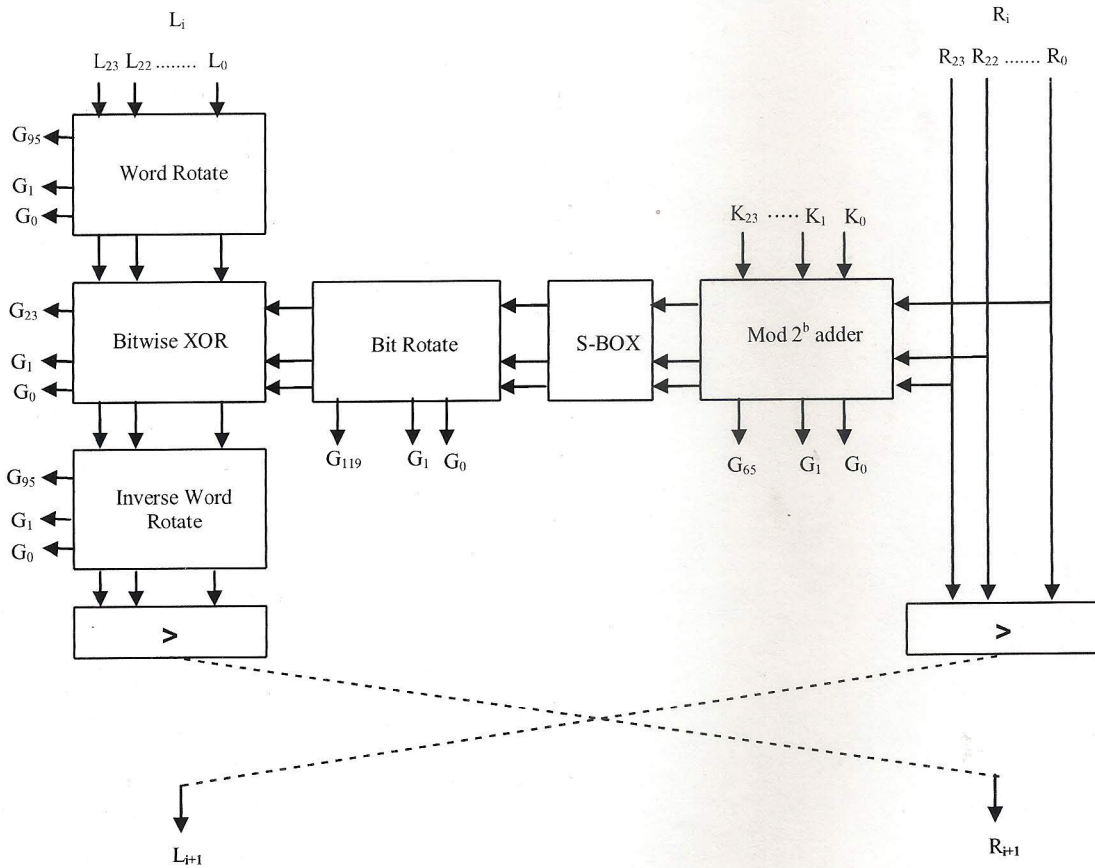 Lᵢ
Rᵢ
L₂₃ L₂₂ ........ L₀
R₂₃ R₂₂ ....... R₀
G₉₅
Word Rotate
G₁
G₀
K₂₃ ..... K₁ K₀
G₂₃
Bitwise XOR
Bit Rotate
S-BOX
Mod 2ᵇ adder
G₁
G₀
G₁₁₉ G₁ G₀
G₆₅ G₁ G₀
G₉₅
Inverse Word
Rotate
G₁
G₀
>
>
Lᵢ₊₁
Rᵢ₊₁